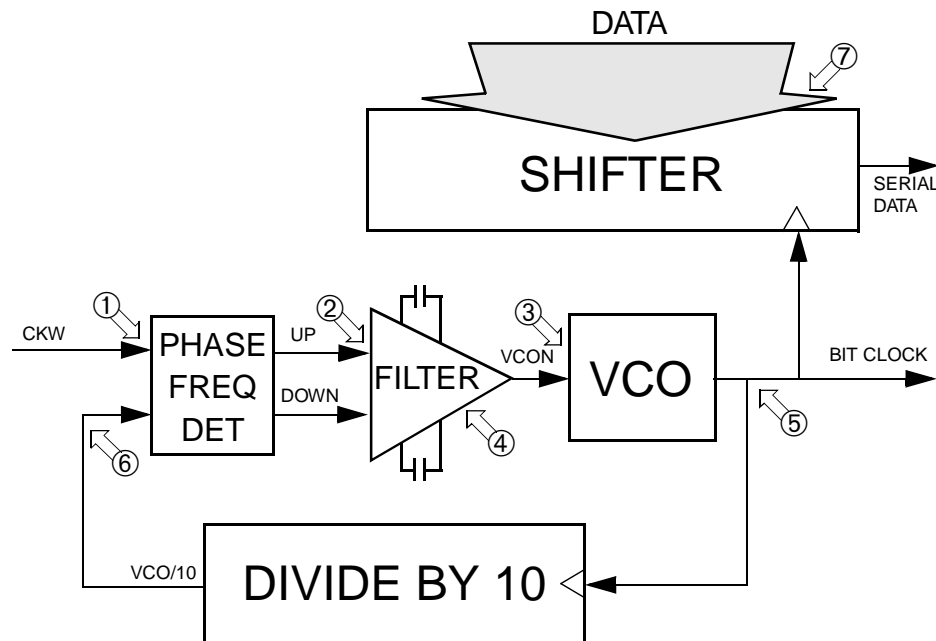 DATA
⑦
SHIFTER
SERIAL
DATA
①
②
③
CKW
UP
VCON
BIT CLOCK
PHASE
FREQ
DET
FILTER
VCO
DOWN
④
⑤
⑥
VCO/10
DIVIDE BY 10